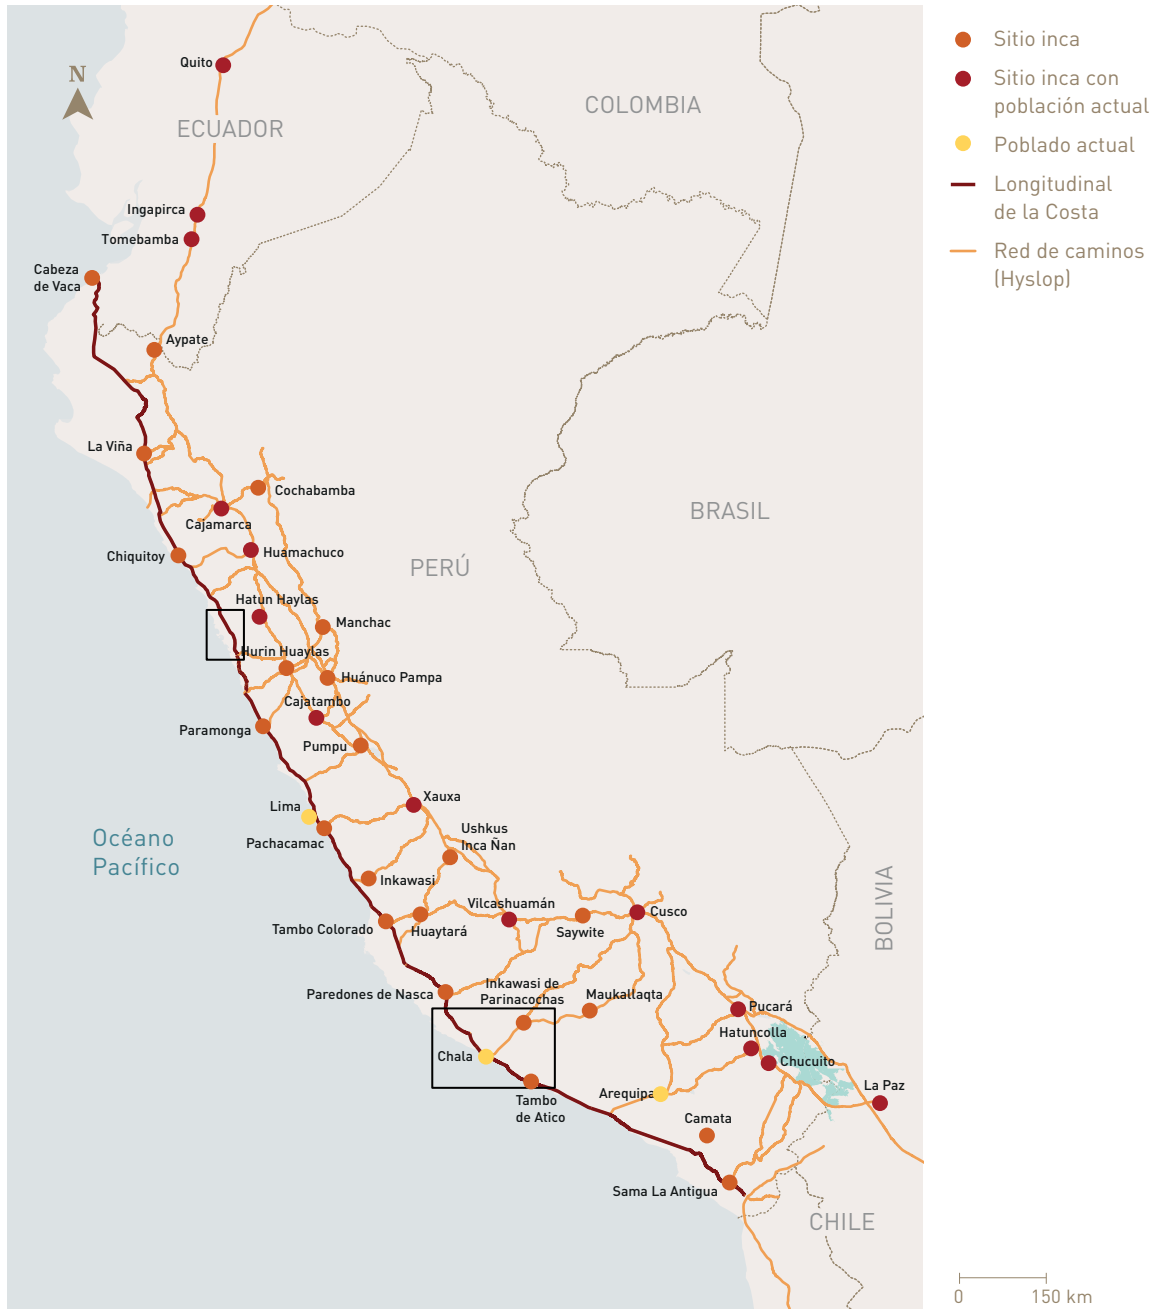 Quito
N
COLOMBIA
ECUADOR
Ingapirca
Tomebamba
Cabeza
de Vaca
Aypate
La Viña
Cochabamba
Cajamarca
BRASIL
Chiquitoy
Huamachuco
PERÚ
Hatun Haylas
Manchac
Hurin Huaylas
Huánuco Pampa
Cajatambo
Paramonga
Pumpu
Xauxa
Lima
Ushkus
Inca Ñan
Pachacamac
Océano
Pacífico
Inkawasi
Vilcashuamán
Cusco
BOLIVIA
Tambo Colorado
Huaytará
Saywite
Inkawasi de
Parinacochas
Paredones de Nasca
Maukallaqta
Pucará
Hatuncolla
Chala
Chucuito
Arequipa
La Paz
Tambo
de Atico
Camata
Sama La Antigua
CHILE
Sitio inca
Sitio inca con
población actual
Poblado actual
Longitudinal
de la Costa
Red de caminos
(Hyslop)
0 150 km